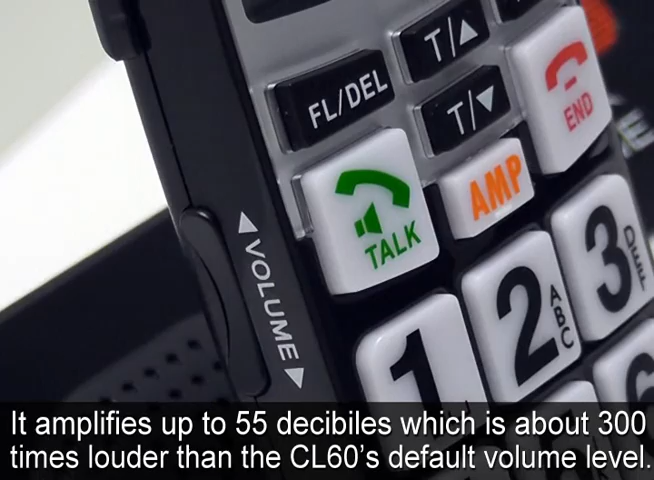 T/▲
FL/DEL
T/▼
END
AMP
TALK
VOLUME
1
2 ABC
3 DEF
It amplifies up to 55 decibiles which is about 300
times louder than the CL60's default volume level.